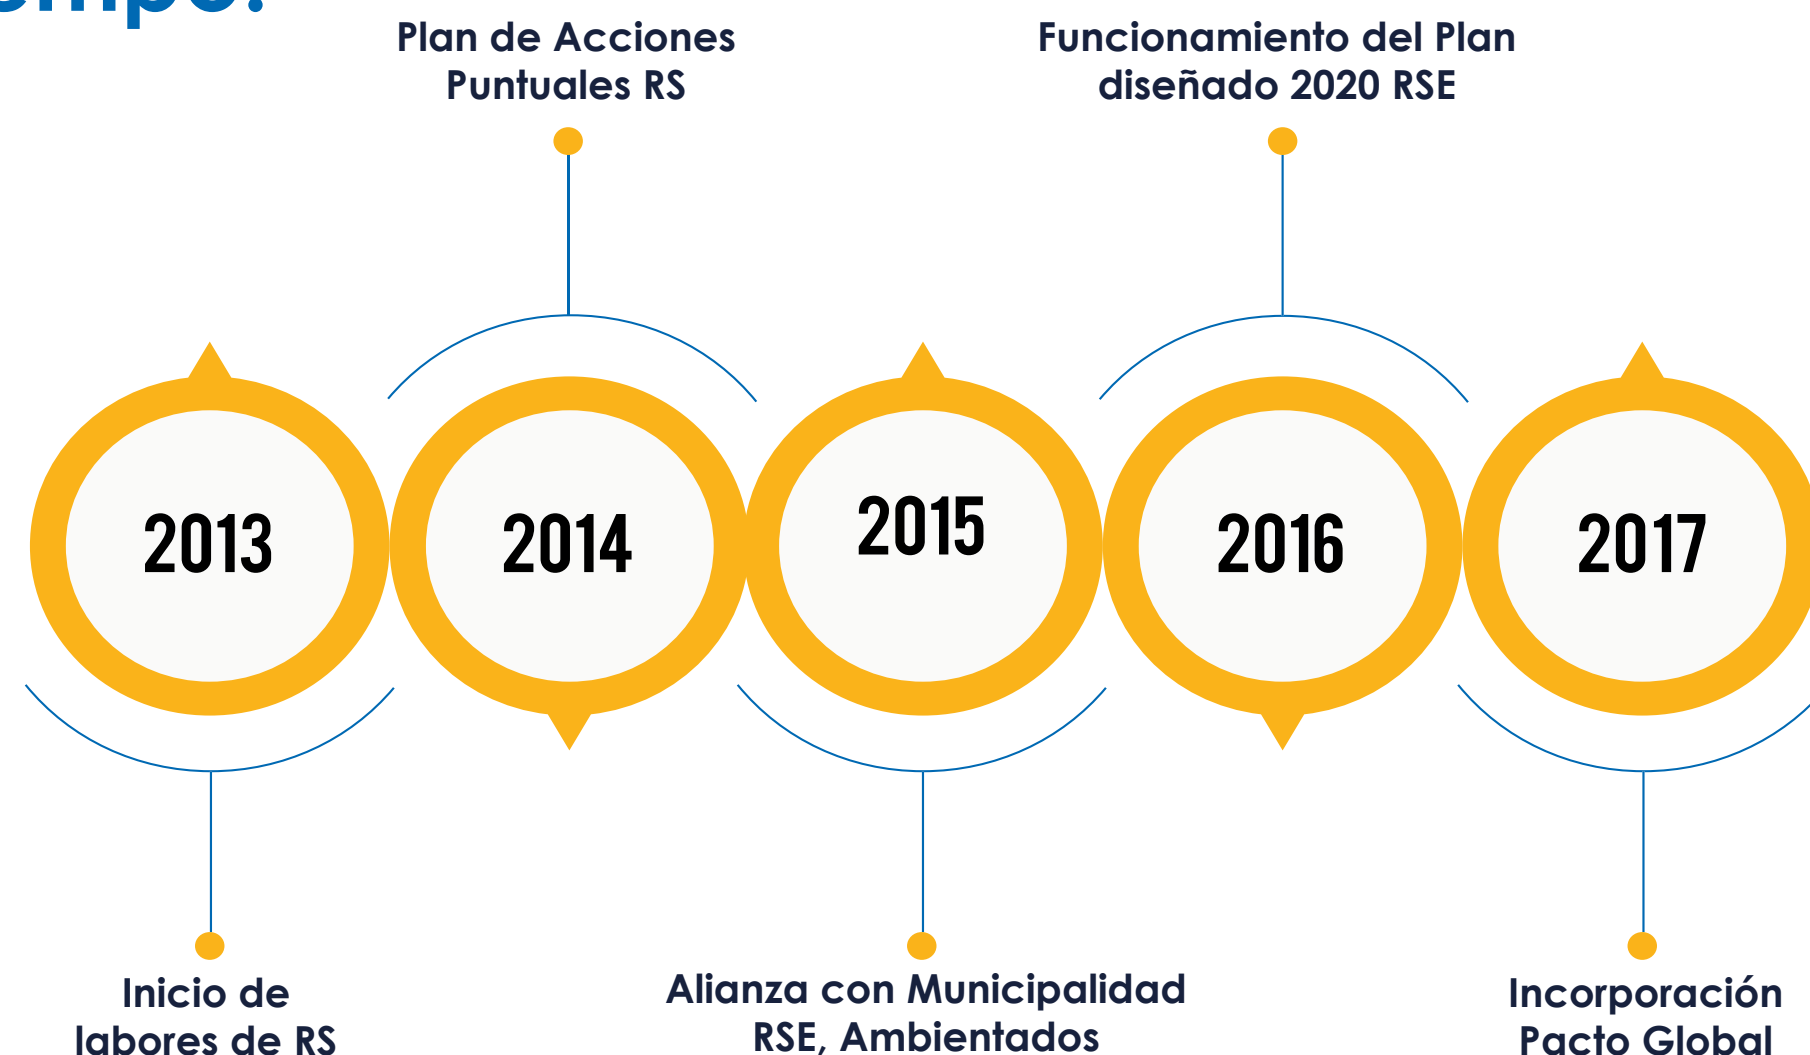 Plan de Acciones
Puntuales RS
Funcionamiento del Plan
diseñado 2020 RSE
2013
2014
2015
2016
2017
Inicio de
labores de RS
Alianza con Municipalidad
RSE, Ambientados
Incorporación
Pacto Global